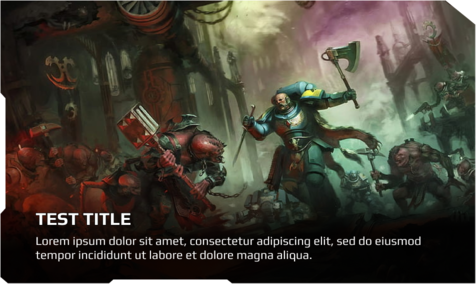 TEST TITLE
Lorem ipsum dolor sit amet, consectetur adipiscing elit, sed do eiusmod
tempor incididunt ut labore et dolore magna aliqua.